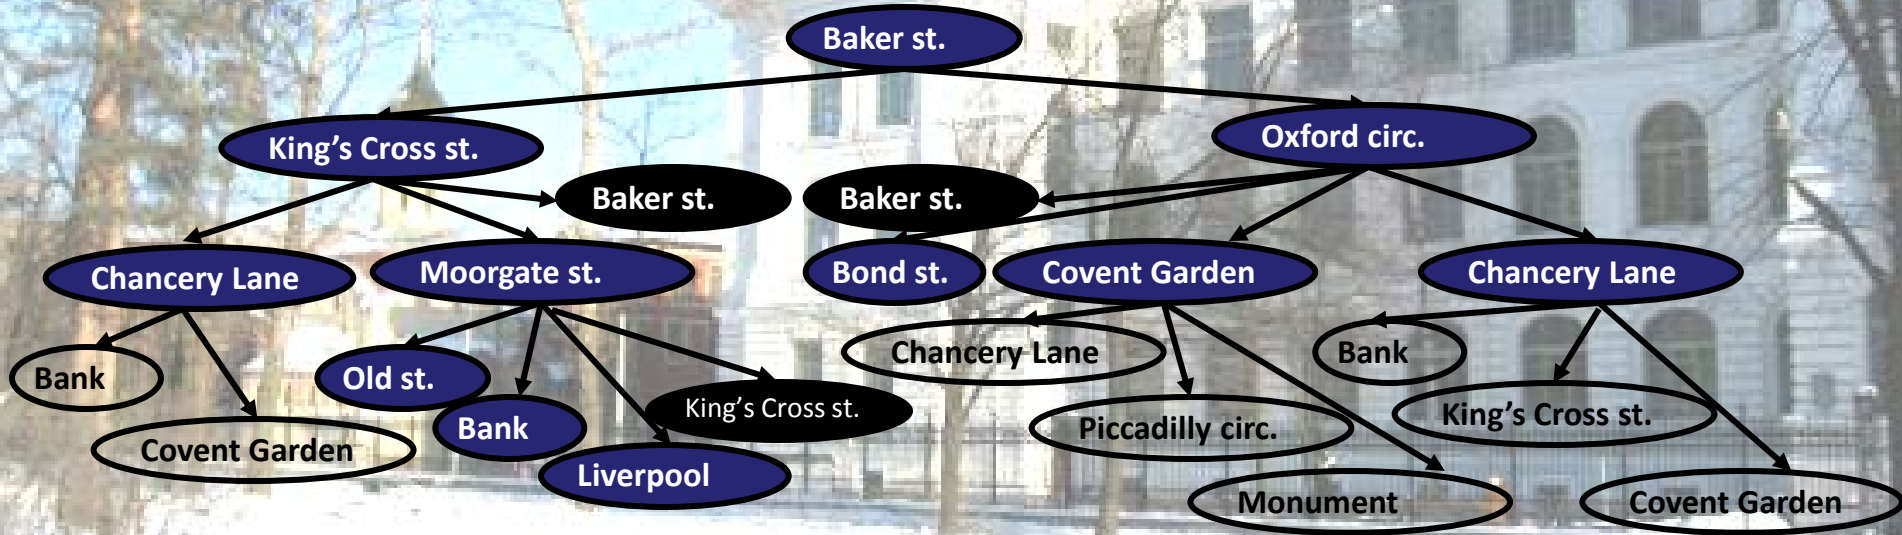 Baker st.
King's Cross st.
Oxford circ.
Baker st.
Baker st.
Chancery Lane
Moorgate st.
Bond st.
Covent Garden
Chancery Lane
Bank
Old st.
King's Cross st.
Chancery Lane
Bank
Covent Garden
Bank
Liverpool
Piccadilly circ.
King's Cross st.
Monument
Covent Garden